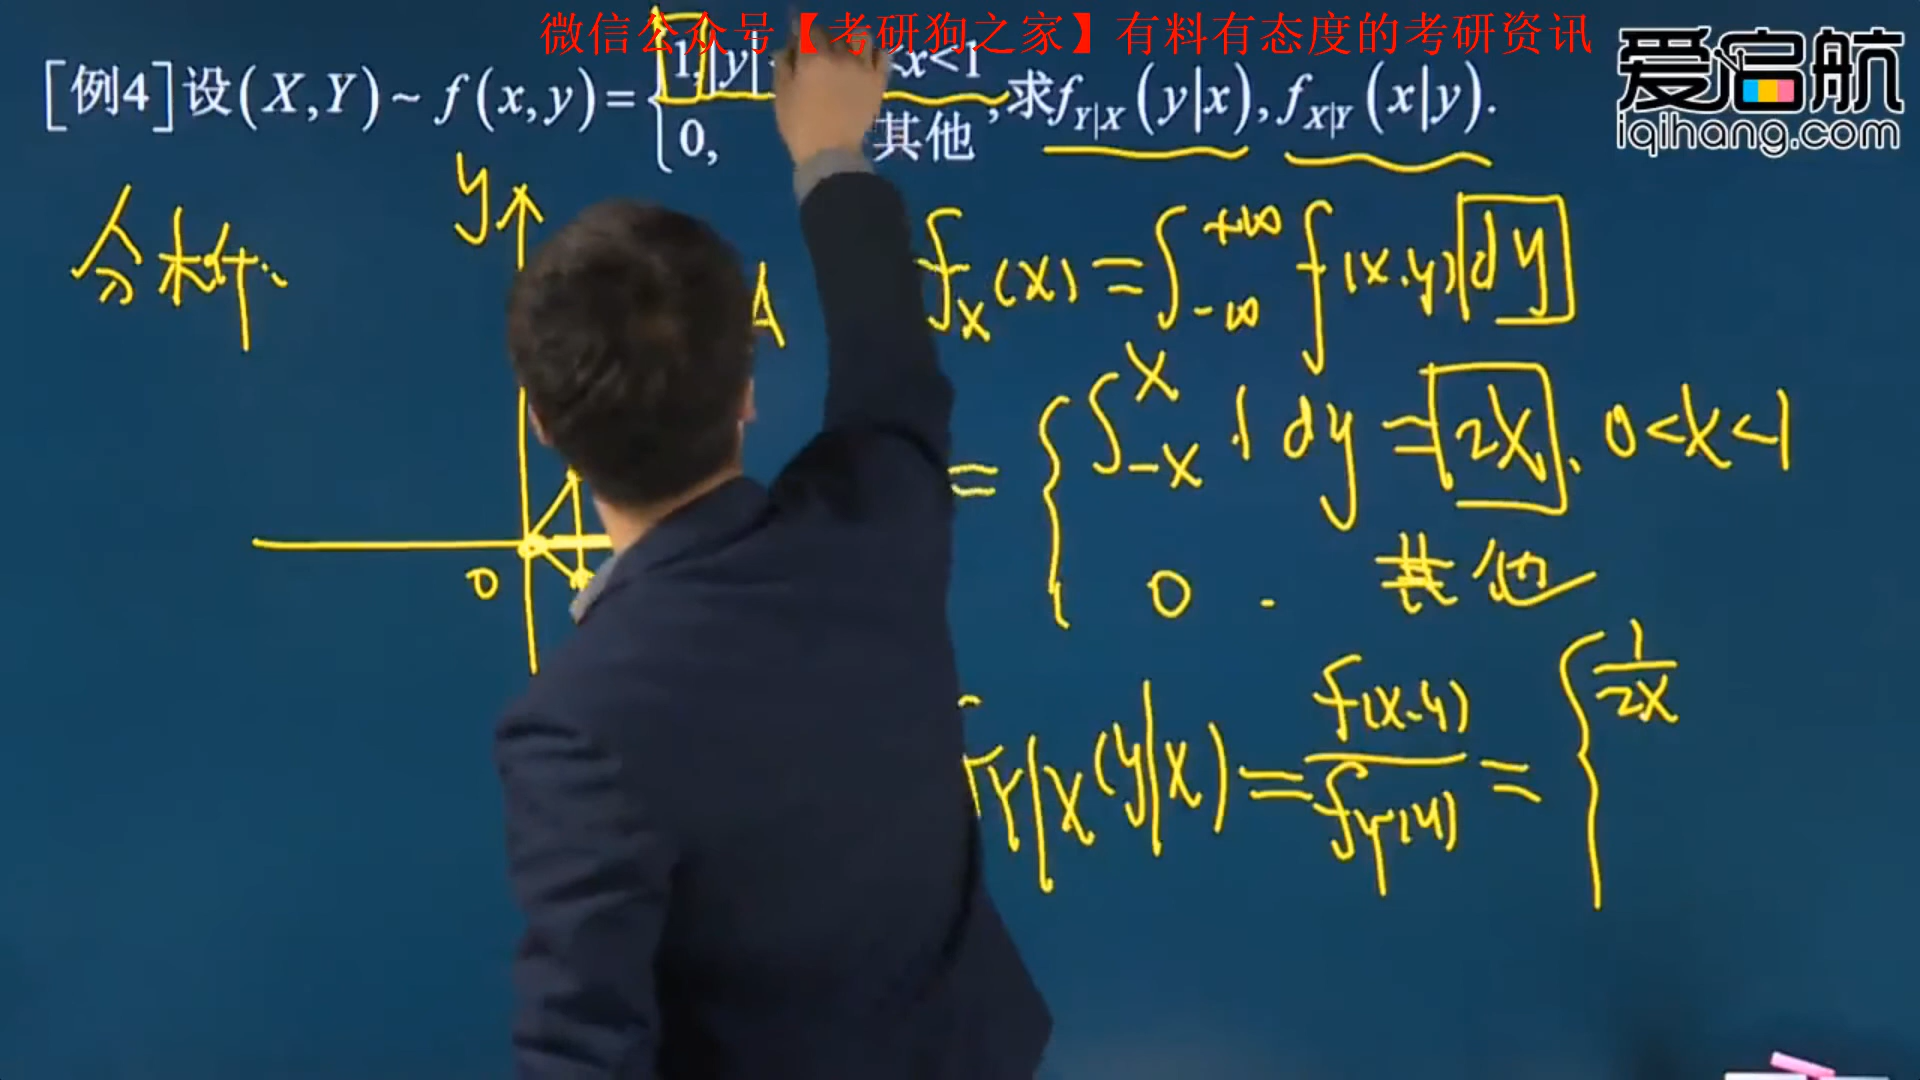 微信公众号【考研狗之家】有料有态度的考研资讯
爱启航
iqihang.com
[例4]设(X,Y)~f(x,y)={1,|y| <x<1
0, 其他 ,求f_{Y|X}(y|x),f_{X|Y}(x|y).
分析:
y
A
0
f_X(x)=∫_{-∞}^{+∞} f(x,y)dy
={∫_{-x}^{x} 1 dy=2x, 0<x<1
0. 其他
f_{Y|X}(y|x)=f(x,y)/f_Y(y)={1/2x